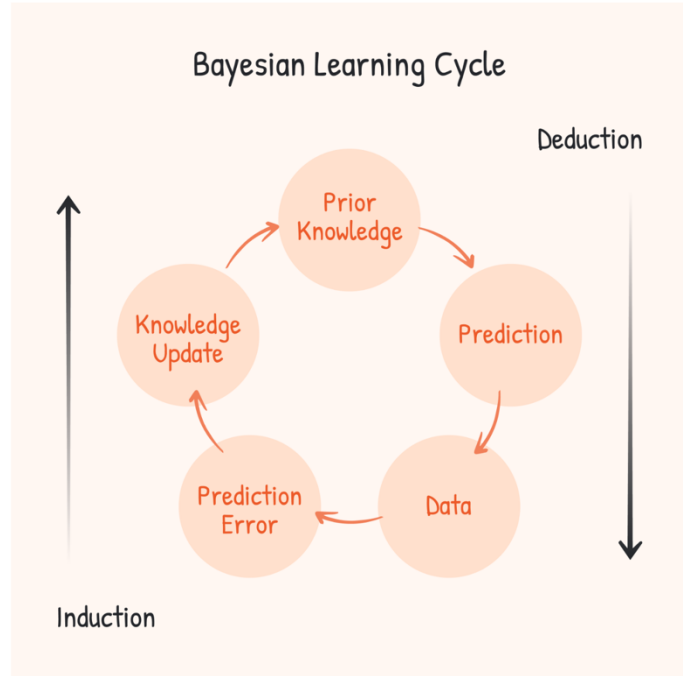 Bayesian Learning Cycle
Deduction
Prior
Knowledge
Prediction
Data
Prediction
Error
Knowledge
Update
Induction